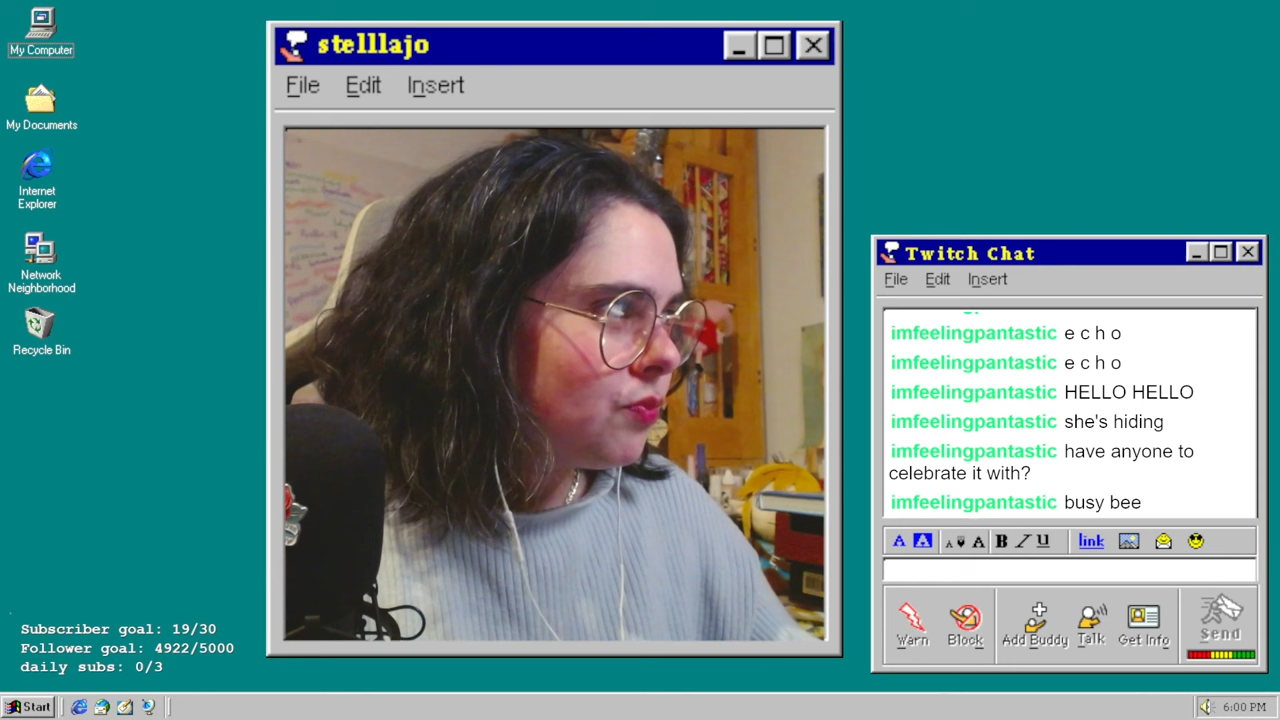 My Computer
My Documents
Internet
Explorer
Network
Neighborhood
Recycle Bin
stelllajo
File Edit Insert
Twitch Chat
File Edit Insert
imfeelingpantastic e c h o
imfeelingpantastic e c h o
imfeelingpantastic HELLO HELLO
imfeelingpantastic she's hiding
imfeelingpantastic have anyone to
celebrate it with?
imfeelingpantastic busy bee
A A A A B I U link
Warn Block Add Buddy Talk Get Info Send
Subscriber goal: 19/30
Follower goal: 4922/5000
daily subs: 0/3
Start
6:00 PM